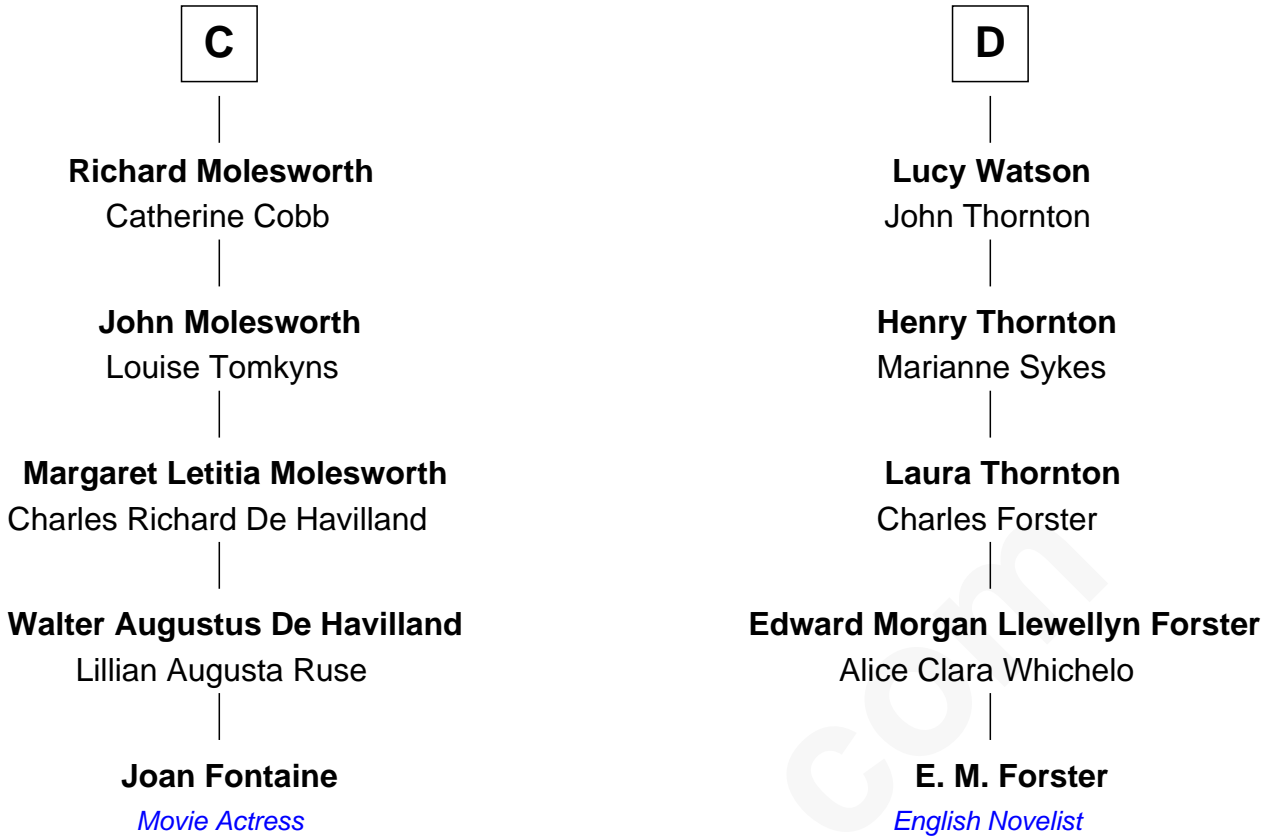 C
Richard Molesworth
Catherine Cobb
John Molesworth
Louise Tomkyns
Margaret Letitia Molesworth
Charles Richard De Havilland
Walter Augustus De Havilland
Lillian Augusta Ruse
Joan Fontaine
Movie Actress
D
Lucy Watson
John Thornton
Henry Thornton
Marianne Sykes
Laura Thornton
Charles Forster
Edward Morgan Llewellyn Forster
Alice Clara Whichelo
E. M. Forster
English Novelist
com